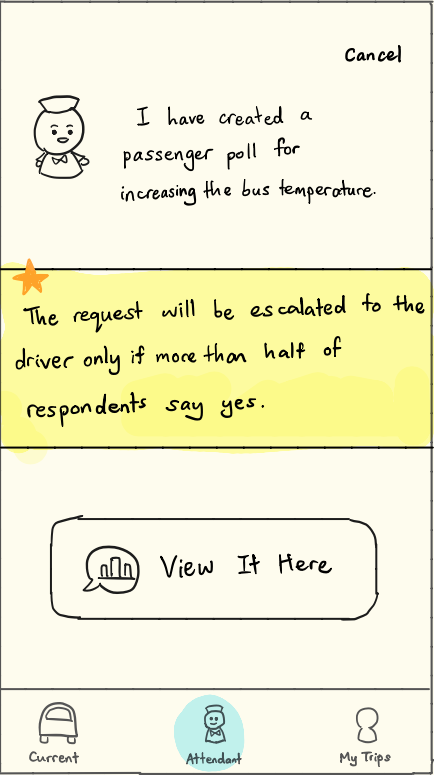 Cancel
I have created a
passenger poll for
increasing the bus temperature.
The request will be escalated to the
driver only if more than half of
respondents say yes.
View It Here
Current
Attendant
My Trips